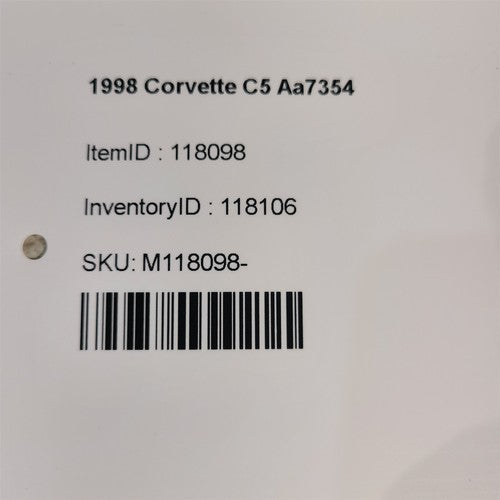 1998 Corvette C5 Aa7354
ItemID : 118098
InventoryID : 118106
SKU: M118098-